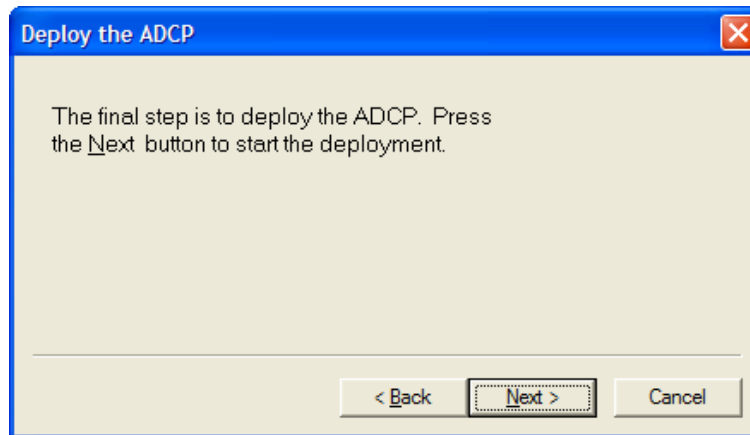 Deploy the ADCP
The final step is to deploy the ADCP. Press
the Next button to start the deployment.
< Back Next > Cancel